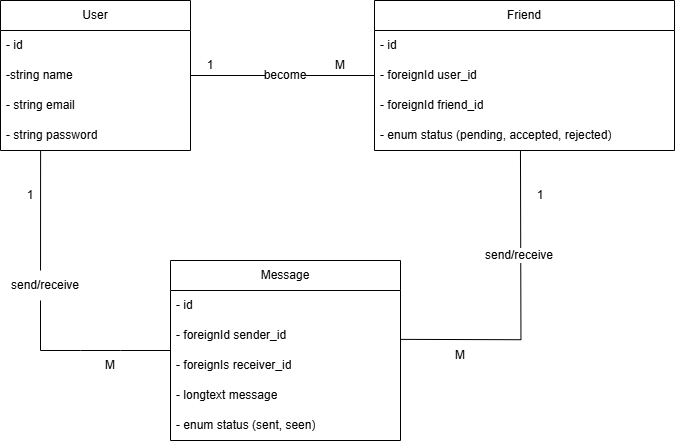 User
- id
-string name
- string email
- string password
Friend
- id
- foreignId user_id
- foreignId friend_id
- enum status (pending, accepted, rejected)
1
become
M
1
send/receive
M
1
send/receive
M
Message
- id
- foreignId sender_id
- foreignIs receiver_id
- longtext message
- enum status (sent, seen)